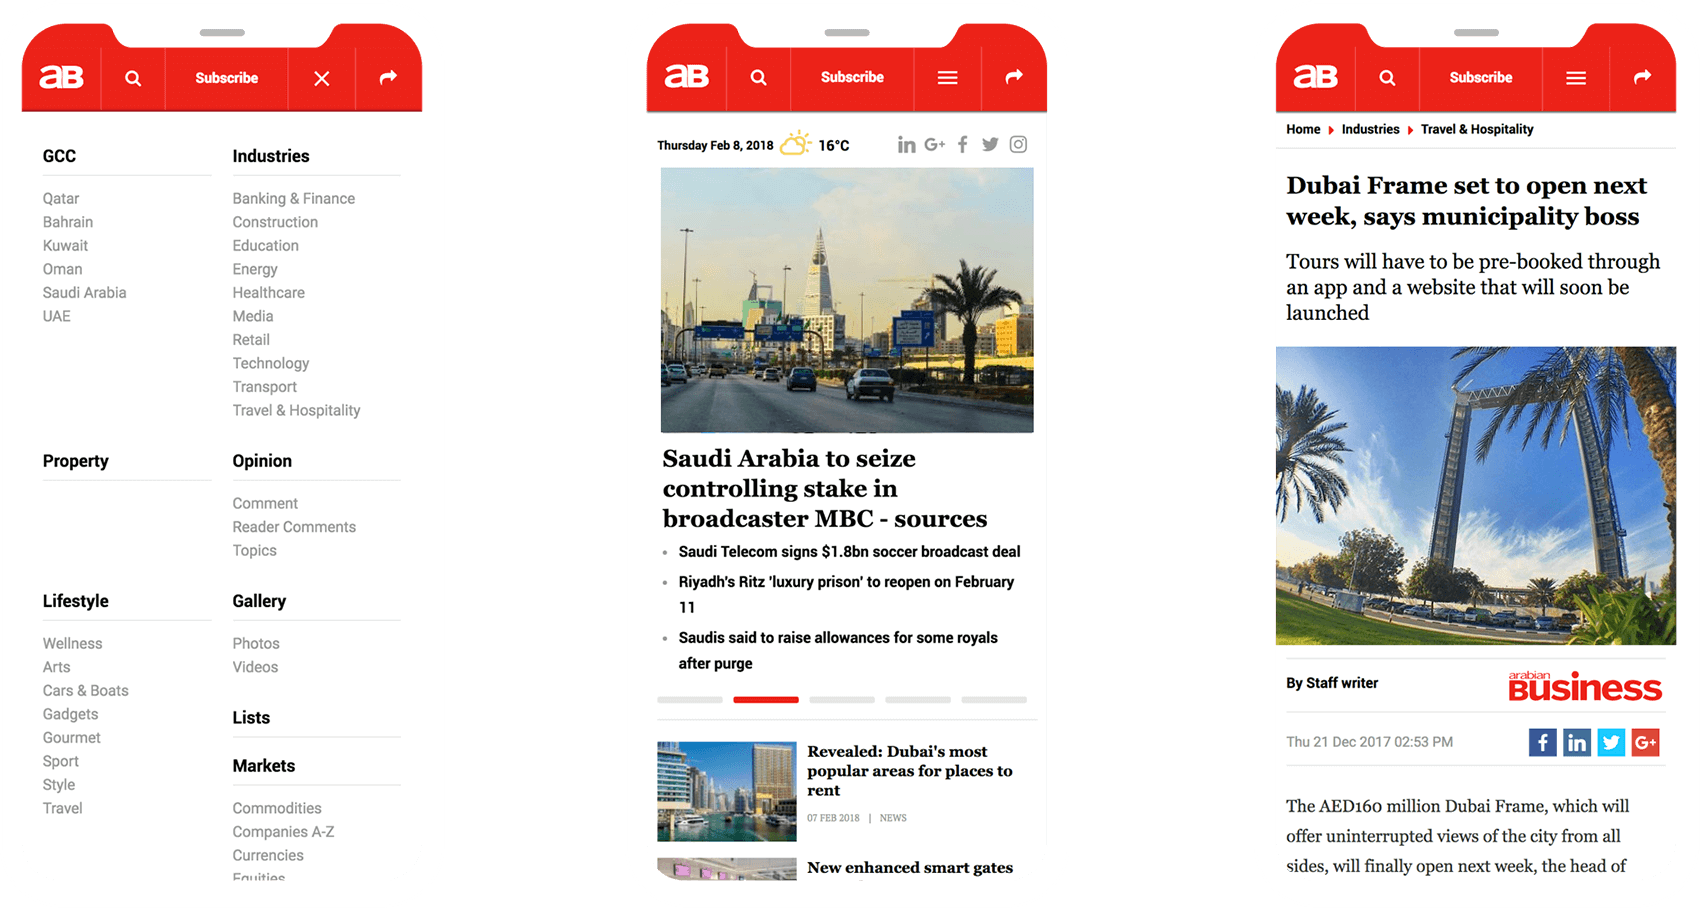 aB
Subscribe
GCC
Qatar
Bahrain
Kuwait
Oman
Saudi Arabia
UAE
Industries
Banking & Finance
Construction
Education
Energy
Healthcare
Media
Retail
Technology
Transport
Travel & Hospitality
Property
Opinion
Comment
Reader Comments
Topics
Lifestyle
Wellness
Arts
Cars & Boats
Gadgets
Gourmet
Sport
Style
Travel
Gallery
Photos
Videos
Lists
Markets
Commodities
Companies A-Z
Currencies
Equities
aB
Subscribe
Thursday Feb 8, 2018
16°C
Saudi Arabia to seize
controlling stake in
broadcaster MBC - sources
Saudi Telecom signs $1.8bn soccer broadcast deal
Riyadh's Ritz 'luxury prison' to reopen on February
11
Saudis said to raise allowances for some royals
after purge
Revealed: Dubai's most
popular areas for places to
rent
07 FEB 2018 | NEWS
New enhanced smart gates
aB
Subscribe
Home Industries Travel & Hospitality
Dubai Frame set to open next
week, says municipality boss
Tours will have to be pre-booked through
an app and a website that will soon be
launched
By Staff writer
arabian
Business
Thu 21 Dec 2017 02:53 PM
The AED160 million Dubai Frame, which will
offer uninterrupted views of the city from all
sides, will finally open next week, the head of